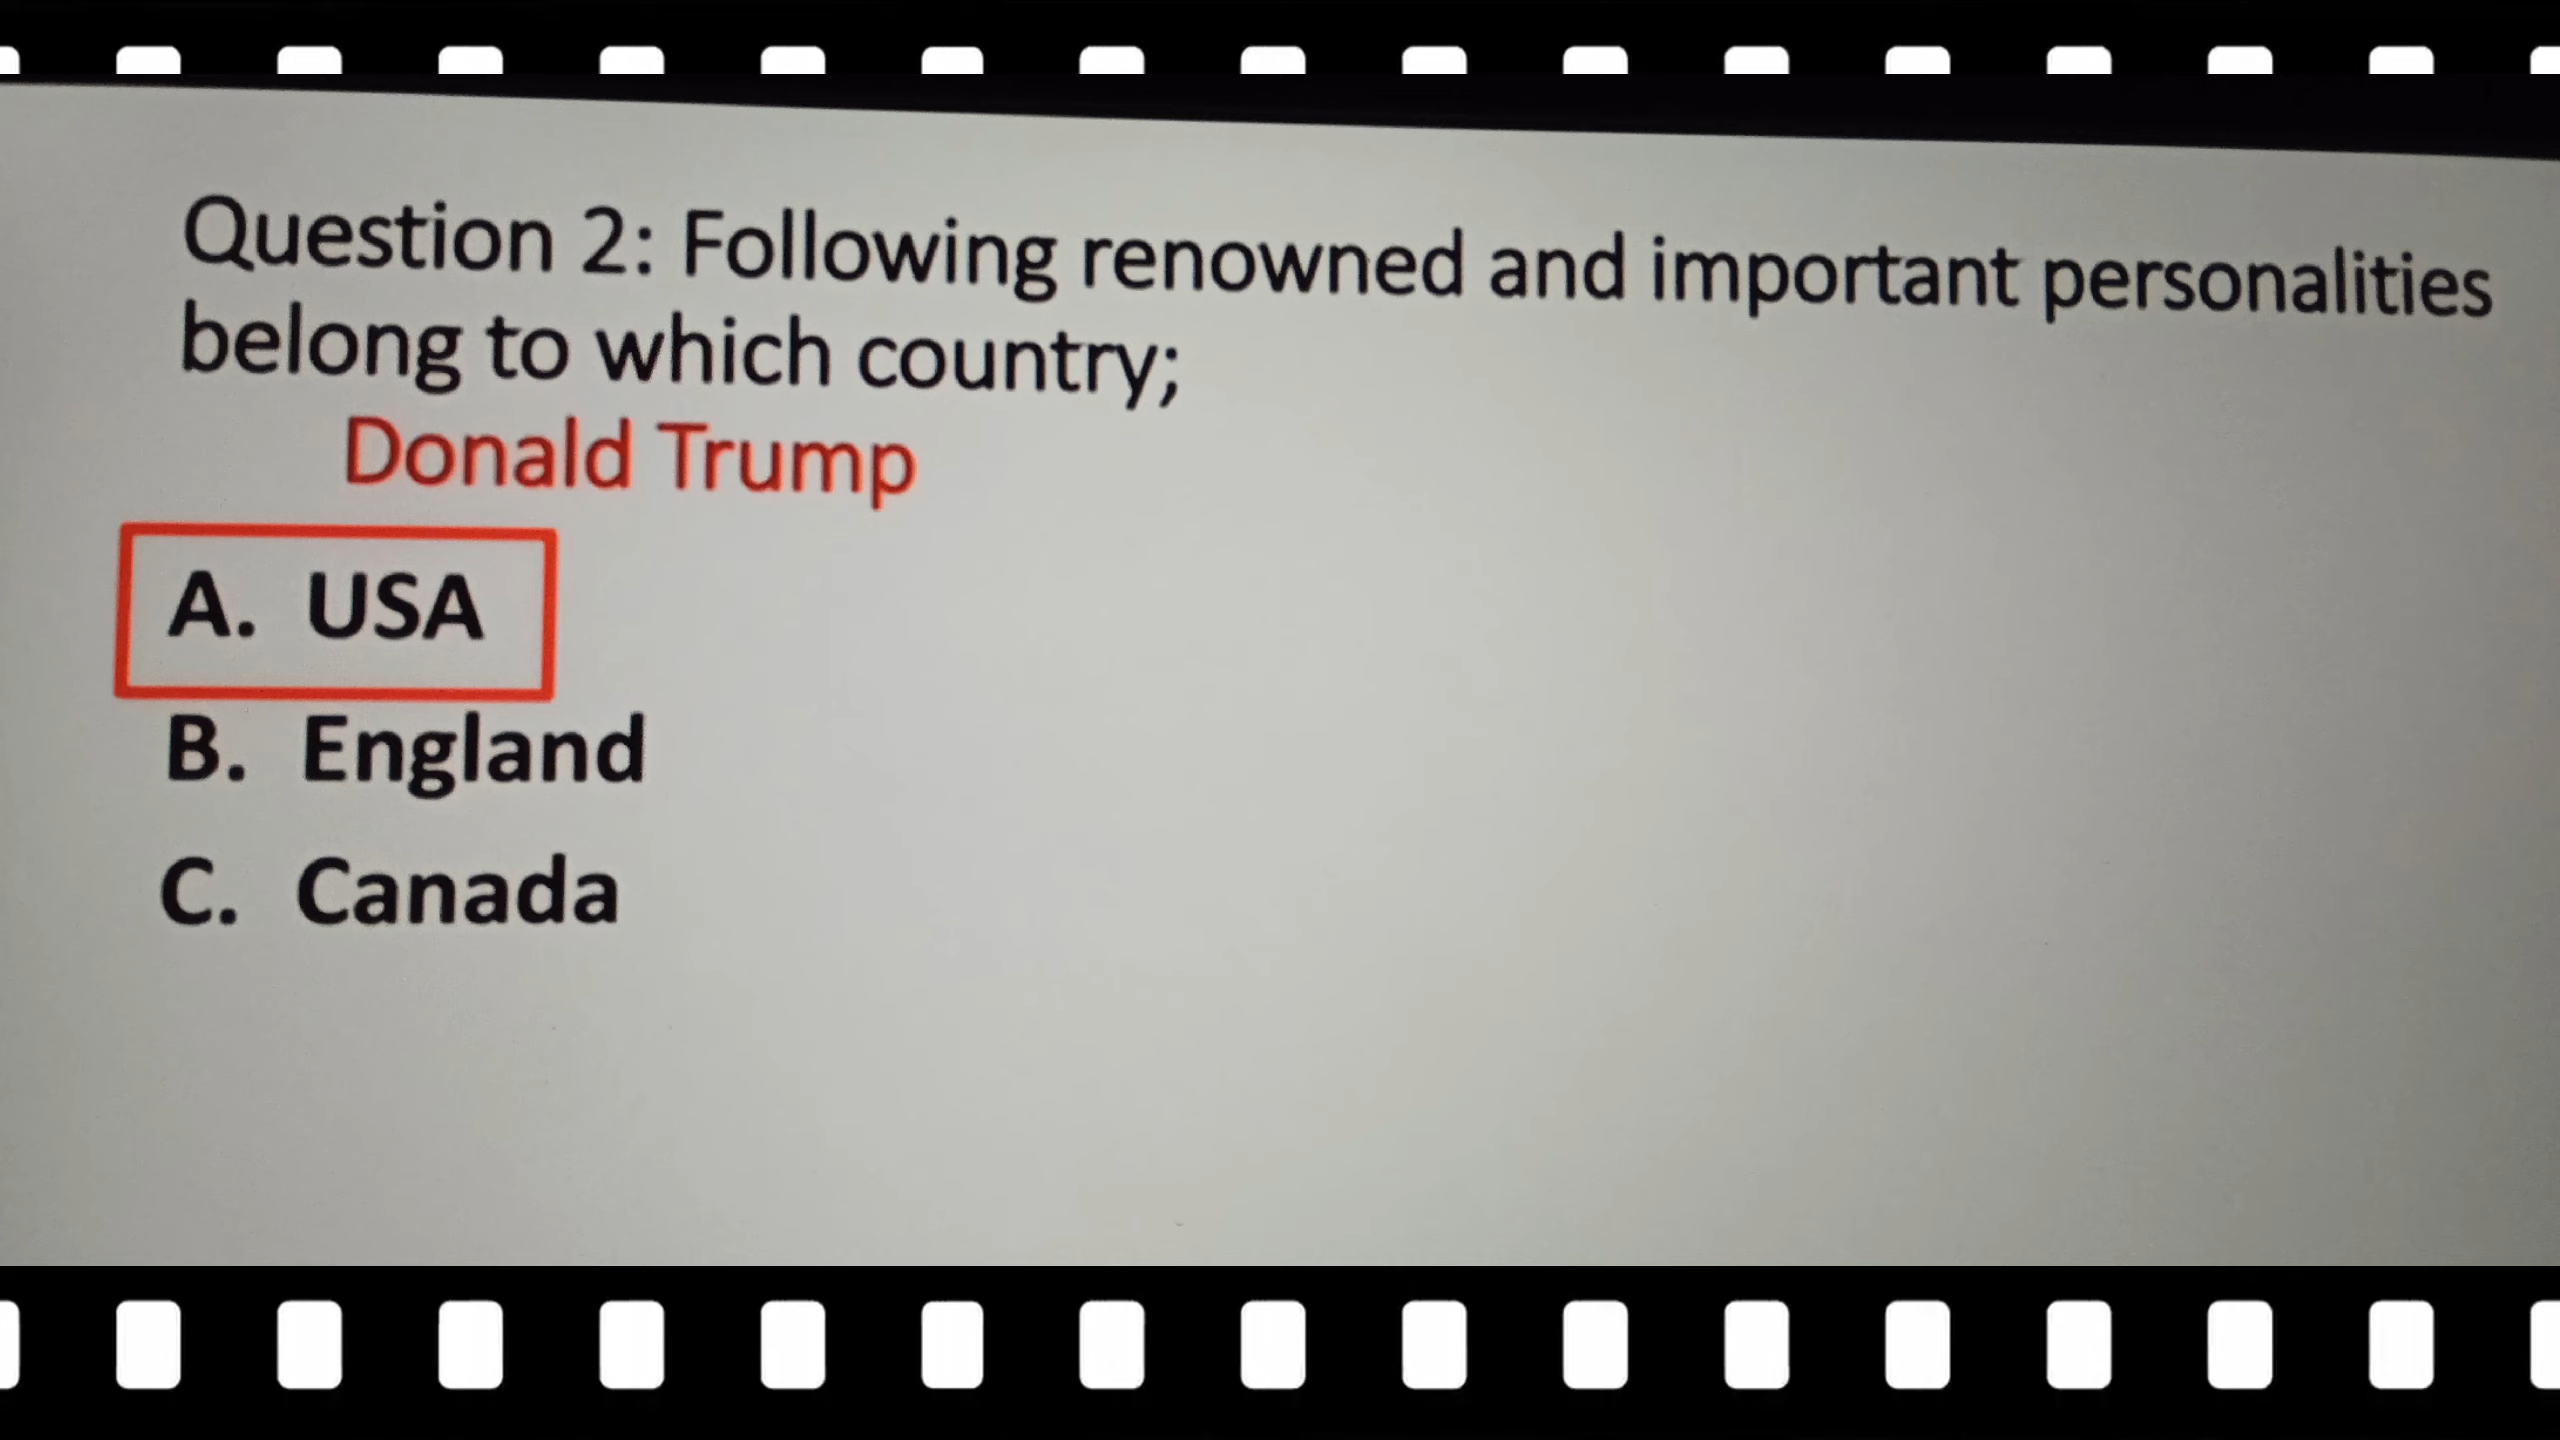 Question 2: Following renowned and important personalities
belong to which country;
Donald Trump
A. USA
B. England
C. Canada